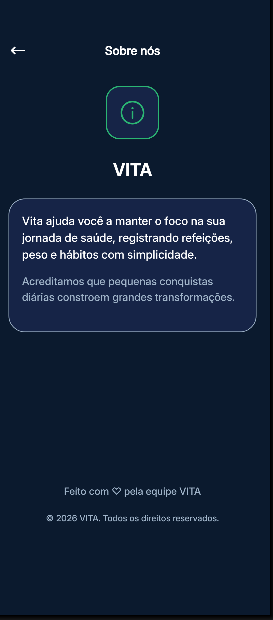 Sobre nós
VITA
Vita ajuda você a manter o foco na sua
jornada de saúde, registrando refeições,
peso e hábitos com simplicidade.
Acreditamos que pequenas conquistas
diárias constroem grandes transformações.
Feito com ♡ pela equipe VITA
© 2026 VITA. Todos os direitos reservados.